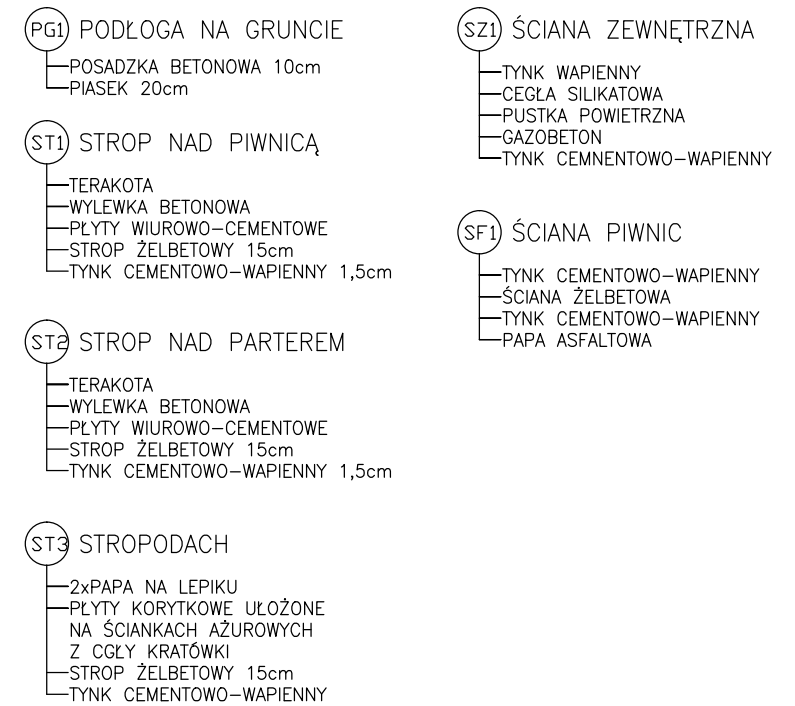 PG1 PODŁOGA NA GRUNCIE
POSADZKA BETONOWA 10cm
PIASEK 20cm
ST1 STROP NAD PIWNICĄ
TERAKOTA
WYLEWKA BETONOWA
PŁYTY WIUROWO-CEMENTOWE
STROP ŻELBETOWY 15cm
TYNK CEMENTOWO-WAPIENNY 1,5cm
ST2 STROP NAD PARTEREM
TERAKOTA
WYLEWKA BETONOWA
PŁYTY WIUROWO-CEMENTOWE
STROP ŻELBETOWY 15cm
TYNK CEMENTOWO-WAPIENNY 1,5cm
ST3 STROPODACH
2xPAPA NA LEPIKU
PŁYTY KORYTKOWE UŁOŻONE
NA ŚCIANKACH AŻUROWYCH
Z CGŁY KRATÓWKI
STROP ŻELBETOWY 15cm
TYNK CEMENTOWO-WAPIENNY
SZ1 ŚCIANA ZEWNĘTRZNA
TYNK WAPIENNY
CEGŁA SILIKATOWA
PUSTKA POWIETRZNA
GAZOBETON
TYNK CEMNENTOWO-WAPIENNY
SF1 ŚCIANA PIWNIC
TYNK CEMENTOWO-WAPIENNY
ŚCIANA ŻELBETOWA
TYNK CEMENTOWO-WAPIENNY
PAPA ASFALTOWA